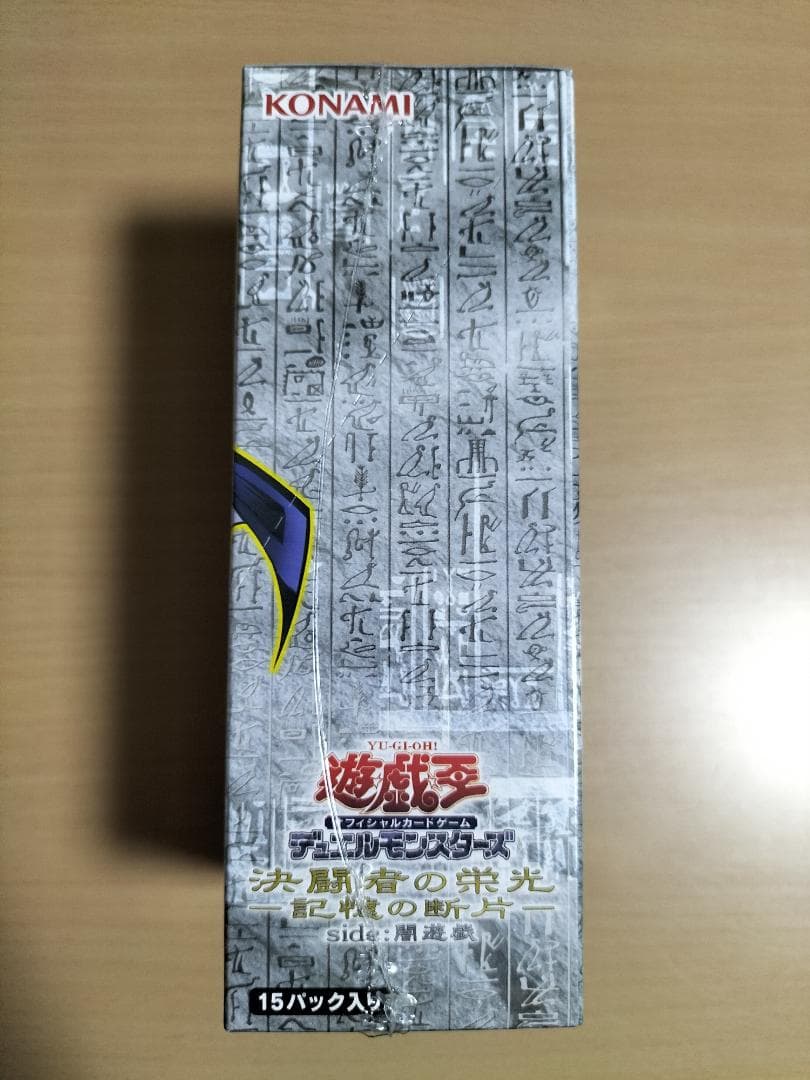 KONAMI
YU-GI-OH!
遊戯王
オフィシャルカードゲーム
デュエルモンスターズ
決闘者の栄光
―記憶の断片―
side:闇遊戯
15パック入り